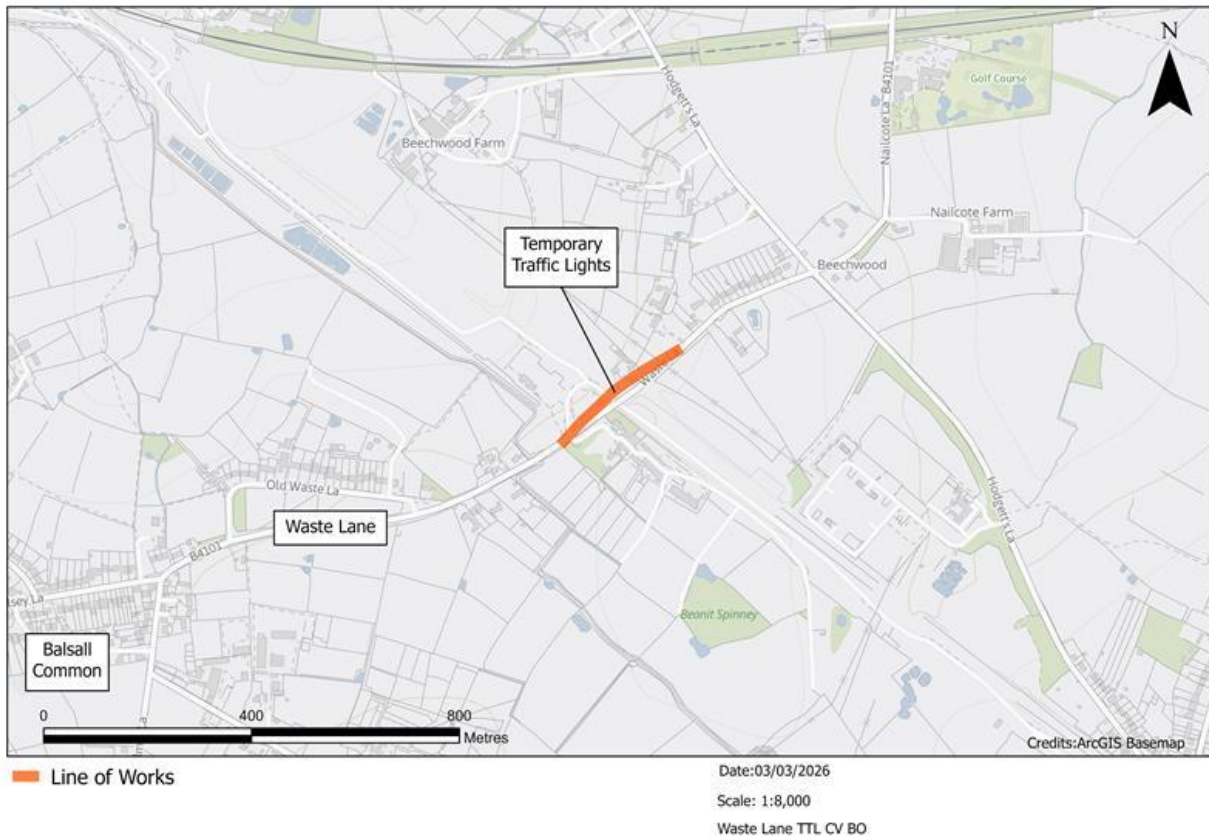 N
Hodgett's La
Nailcote La B4101
Golf Course
Beechwood Farm
Nailcote Farm
Temporary
Traffic Lights
Beechwood
Waste La
Old Waste La
Waste Lane
B4101
Hodgett's La
Beanit Spinney
Balsall
Common
0 400 800
Metres
Credits:ArcGIS Basemap
Line of Works
Date:03/03/2026
Scale: 1:8,000
Waste Lane TTL CV BO